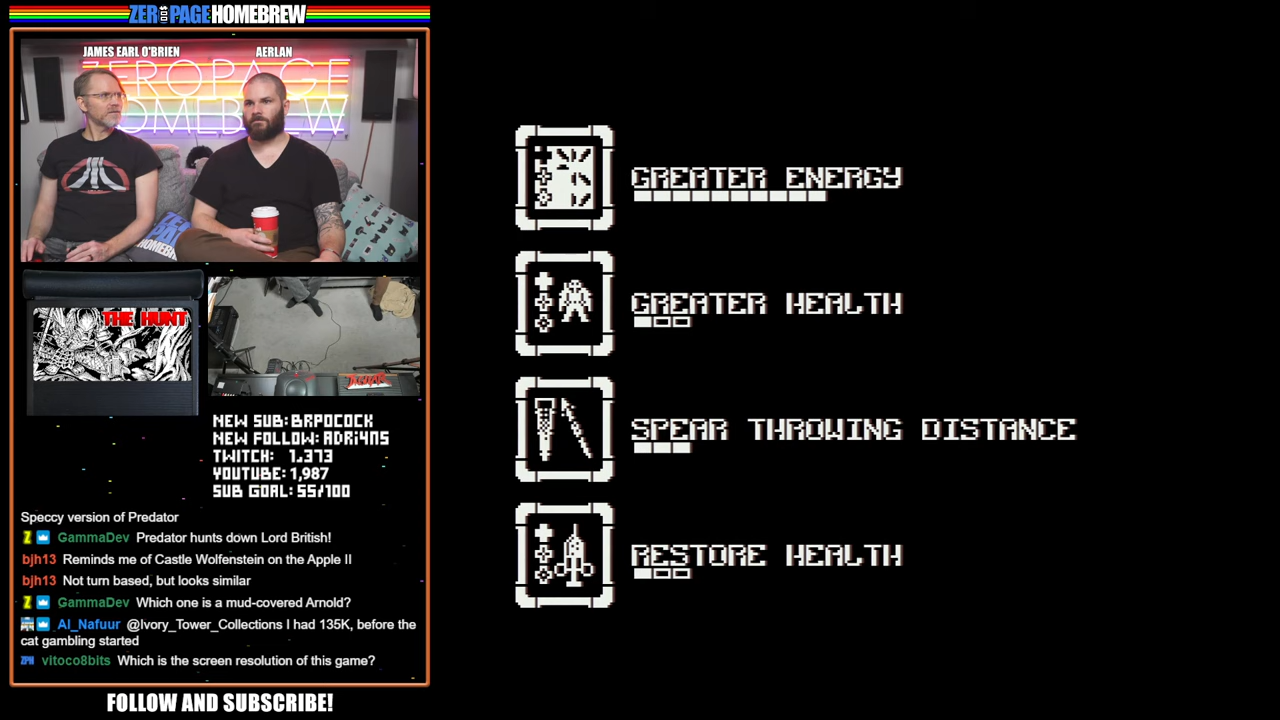 ZEROPAGEHOMEBREW
JAMES EARL O'BRIEN
AERLAN
ZEROPAGE
HOMEBREW
THE HUNT
NEW SUB: BRPOCOCK
NEW FOLLOW: ADRI4NS
TWITCH: 1,373
YOUTUBE: 1,987
SUB GOAL: 55/100
Speccy version of Predator
GammaDev Predator hunts down Lord British!
bjh13 Reminds me of Castle Wolfenstein on the Apple II
bjh13 Not turn based, but looks similar
GammaDev Which one is a mud-covered Arnold?
Al_Nafuur @Ivory_Tower_Collections I had 135K, before the
cat gambling started
ZPH vitoco8bits Which is the screen resolution of this game?
FOLLOW AND SUBSCRIBE!
GREATER ENERGY
GREATER HEALTH
SPEAR THROWING DISTANCE
RESTORE HEALTH